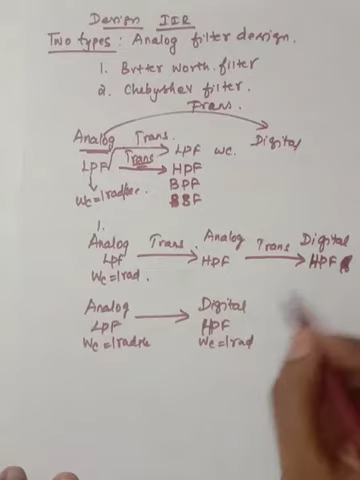 Design IIR
Two types: Analog filter design.
1. Butter worth filter
2. Chebyshev filter.
Trans.
Analog Trans. LPF wc. Digital
LPF Trans HPF
wc=1rad/sec. BPF
BSF
1.
Analog Trans. Analog Trans Digital
LPF HPF HPF
wc=1rad.
Analog Digital
LPF HPF
wc=1rad/sec wc=1rad